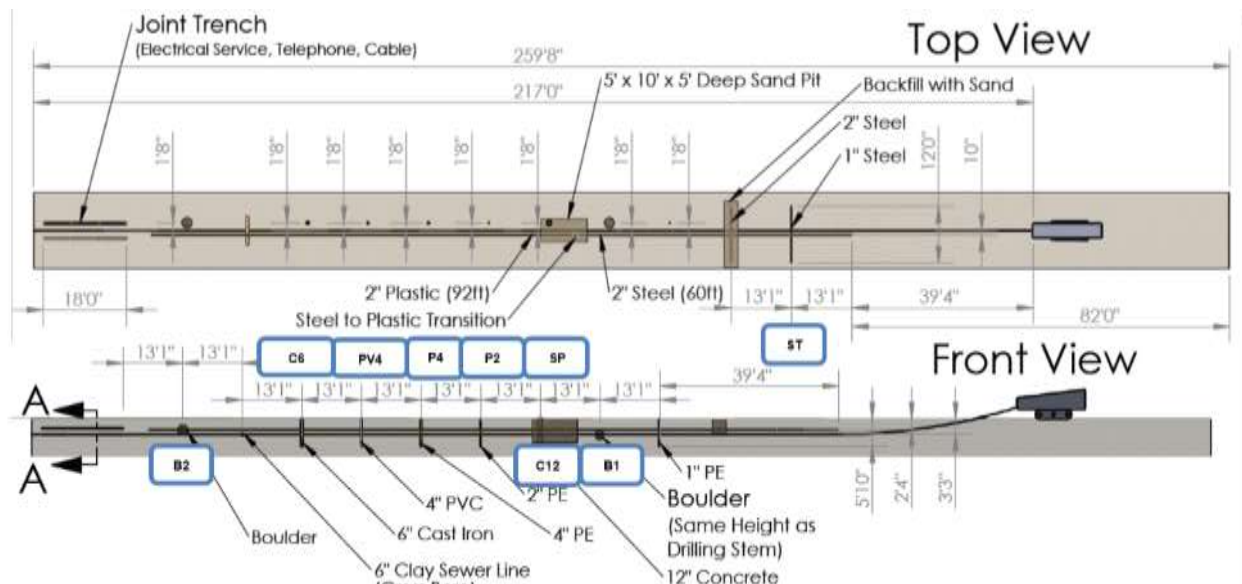 Joint Trench
(Electrical Service, Telephone, Cable)
Top View
259'8"
5' x 10' x 5' Deep Sand Pit
Backfill with Sand
217'0"
2" Steel
1" Steel
1'8"
1'8"
1'8"
1'8"
1'8"
1'8"
1'8"
1'8"
12'0"
10"
18'0"
2" Plastic (92ft)
2" Steel (60ft)
13'1"
13'1"
39'4"
82'0"
Steel to Plastic Transition
ST
Front View
13'1"
13'1"
C6
PV4
P4
P2
SP
39'4"
13'1"
13'1"
13'1"
13'1"
13'1"
13'1"
13'1"
A
A
B2
C12
B1
1" PE
2" PE
4" PVC
Boulder
(Same Height as
Drilling Stem)
6" Cast Iron
4" PE
Boulder
6" Clay Sewer Line
12" Concrete
5'10"
2'4"
3'3"